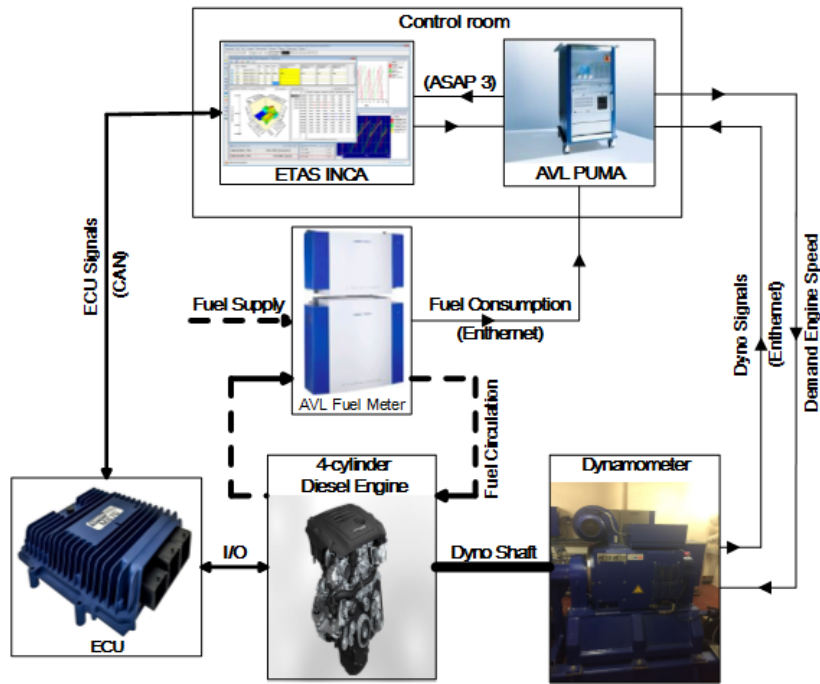 Control room
(ASAP 3)
ETAS INCA
AVL PUMA
ECU Signals
(CAN)
Fuel Supply
Fuel Consumption
(Enthernet)
AVL Fuel Meter
Fuel Circulation
Dyno Signals
(Enthernet)
Demand Engine Speed
4-cylinder
Diesel Engine
Dynamometer
I/O
Dyno Shaft
ECU